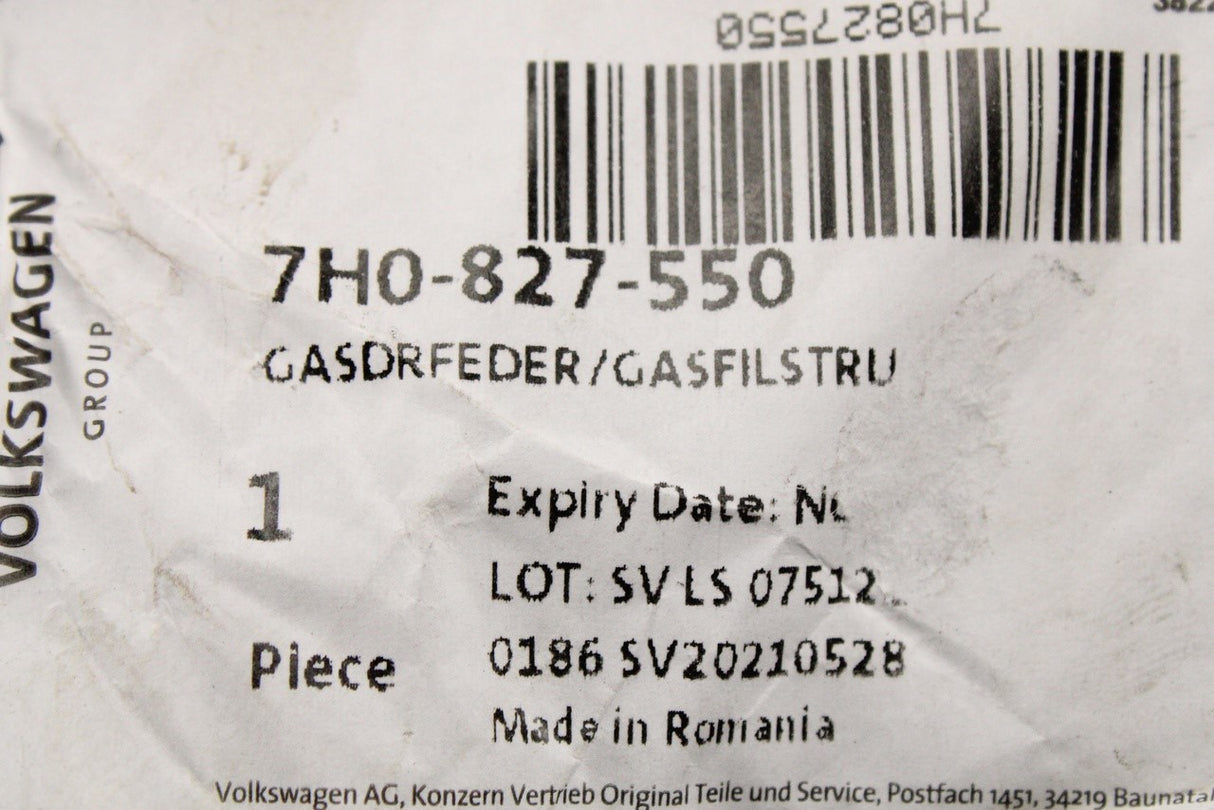 7H0827550
7H0-827-550
GASDRFEDER/GASFILSTRU
1
Expiry Date:
LOT: SV LS 07512
Piece
0186 SV20210528
Made in Romania
Volkswagen AG, Konzern Vertrieb Original Teile und Service, Postfach 1451, 34219 Baunatal
VOLKSWAGEN
GROUP